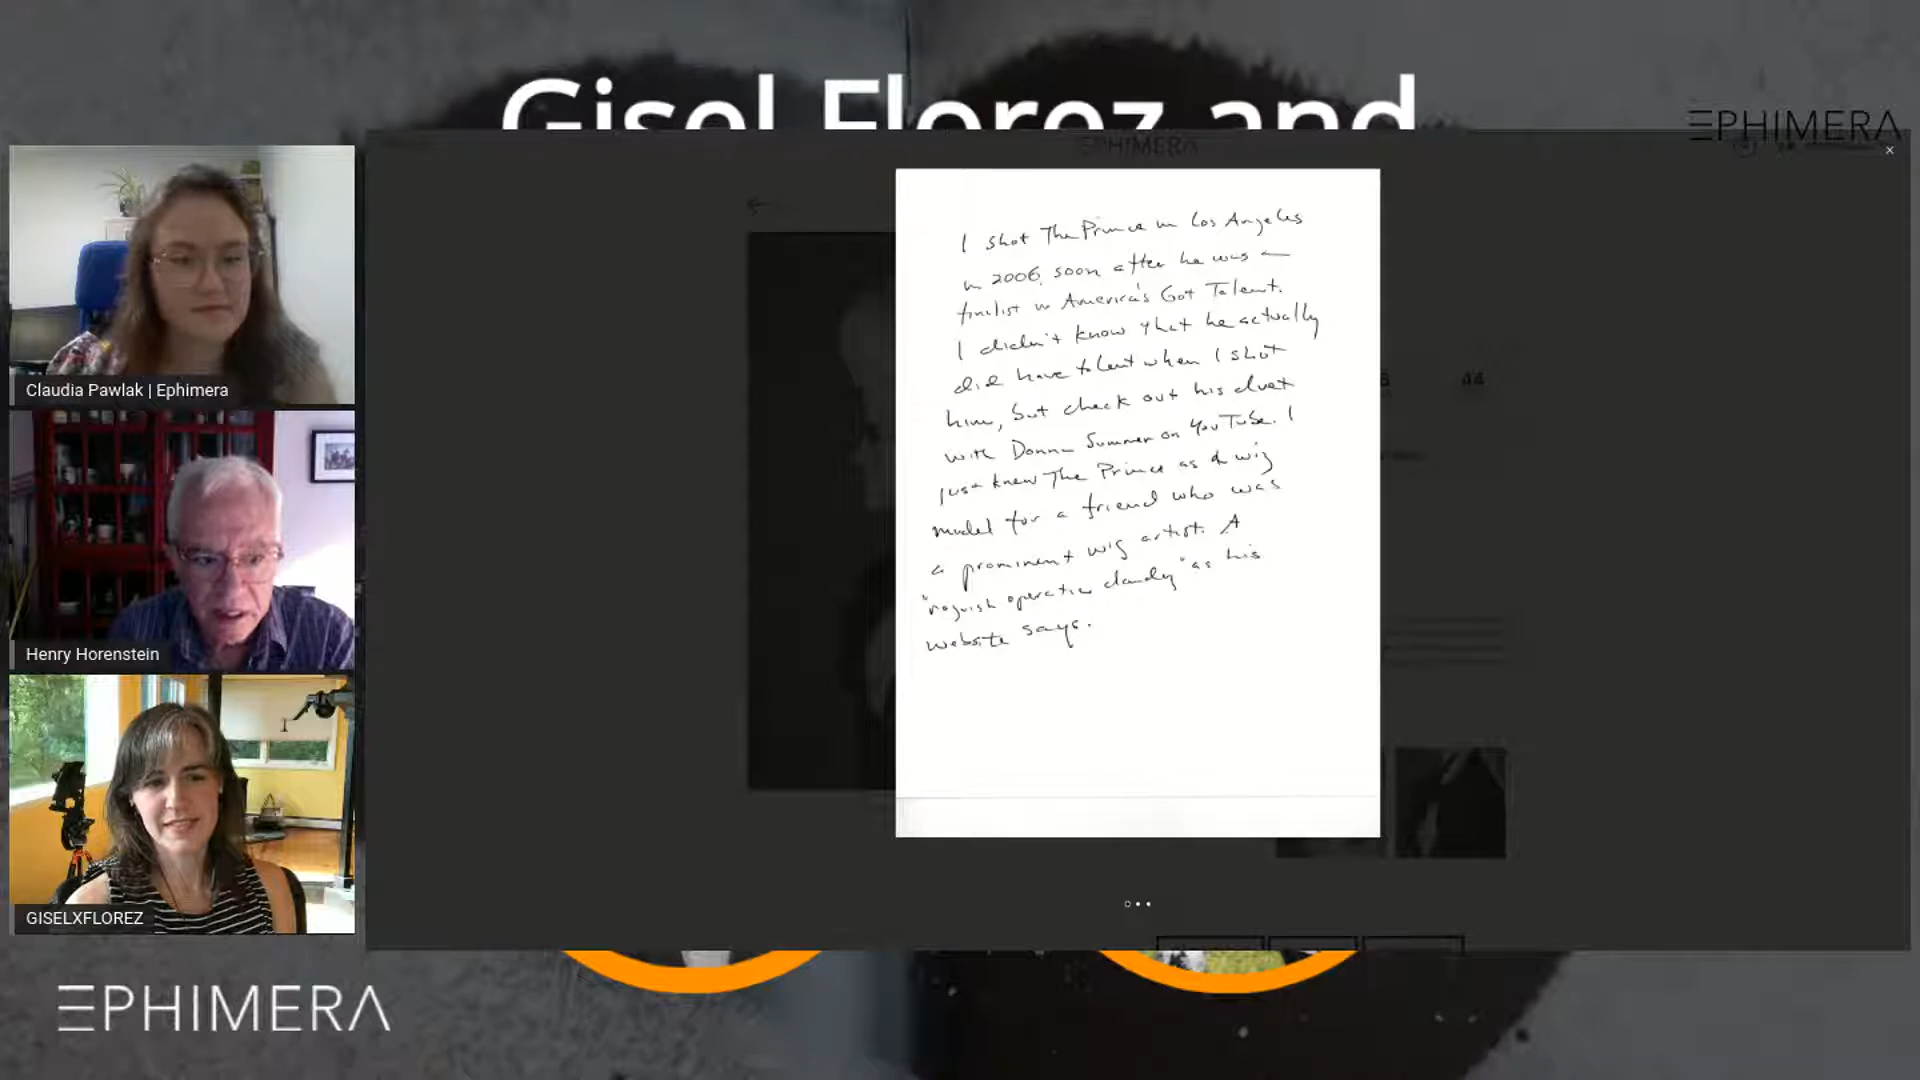 Gisel Florez and
EPHIMERA
EPHIMERA
Claudia Pawlak | Ephimera
Henry Horenstein
GISELXFLOREZ
I shot The Prince in Los Angeles
in 2006, soon after he was a
finalist in America's Got Talent.
I didn't know that he actually
did have talent when I shot
him, but check out his duet
with Donna Summer on YouTube. I
just knew The Prince as a wig
model for a friend who was
a prominent wig artist. A
"roguish operatic dandy" as his
website says.
44
EPHIMERA